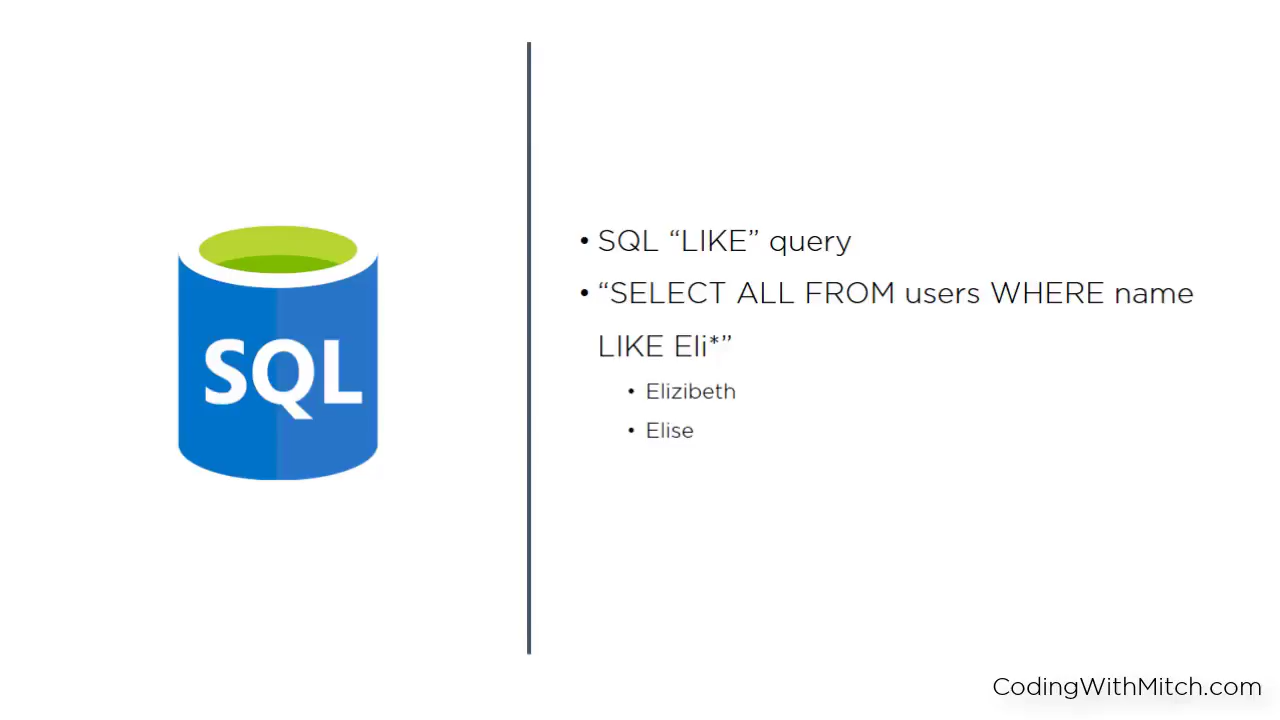 SQL
• SQL “LIKE” query
• “SELECT ALL FROM users WHERE name
LIKE Eli*”
• Elizibeth
• Elise
CodingWithMitch.com